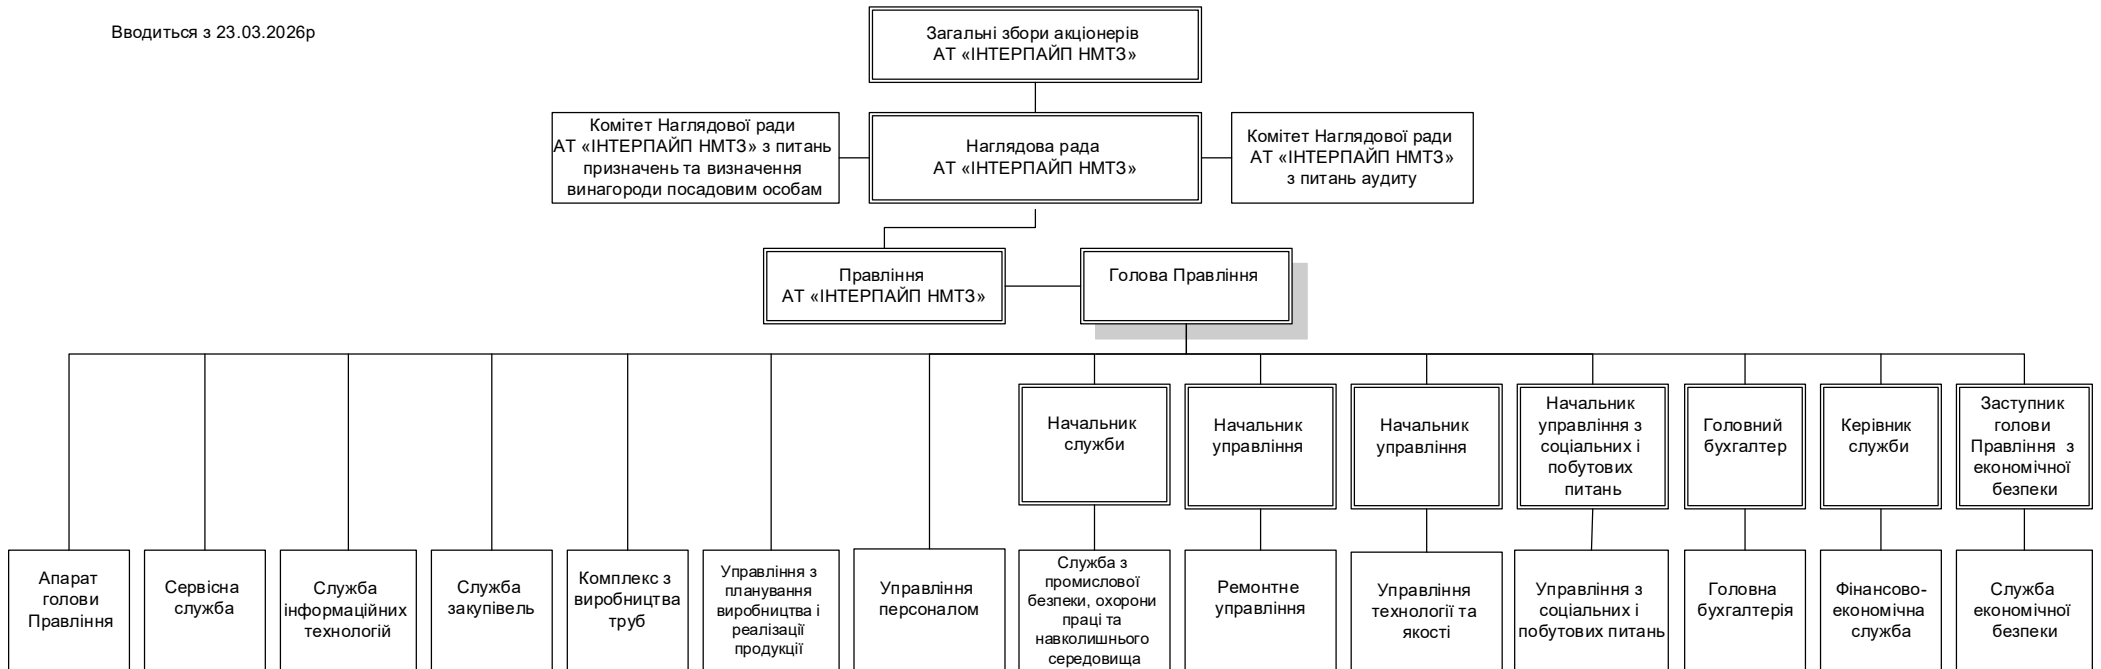 Вводиться з 23.03.2026р
Загальні збори акціонерів
АТ «ІНТЕРПАЙП НМТЗ»
Комітет Наглядової ради
АТ «ІНТЕРПАЙП НМТЗ» з питань
призначень та визначення
винагороди посадовим особам
Наглядова рада
АТ «ІНТЕРПАЙП НМТЗ»
Комітет Наглядової ради
АТ «ІНТЕРПАЙП НМТЗ»
з питань аудиту
Правління
АТ «ІНТЕРПАЙП НМТЗ»
Голова Правління
Начальник
служби
Начальник
управління
Начальник
управління
Начальник
управління з
соціальних і
побутових
питань
Головний
бухгалтер
Керівник
служби
Заступник
голови
Правління з
економічної
безпеки
Апарат
голови
Правління
Сервісна
служба
Служба
інформаційних
технологій
Служба
закупівель
Комплекс з
виробництва
труб
Управління з
планування
виробництва і
реалізації
продукції
Управління
персоналом
Служба з
промислової
безпеки, охорони
праці та
навколишнього
середовища
Ремонтне
управління
Управління
технології та
якості
Управління з
соціальних і
побутових питань
Головна
бухгалтерія
Фінансово-
економічна
служба
Служба
економічної
безпеки